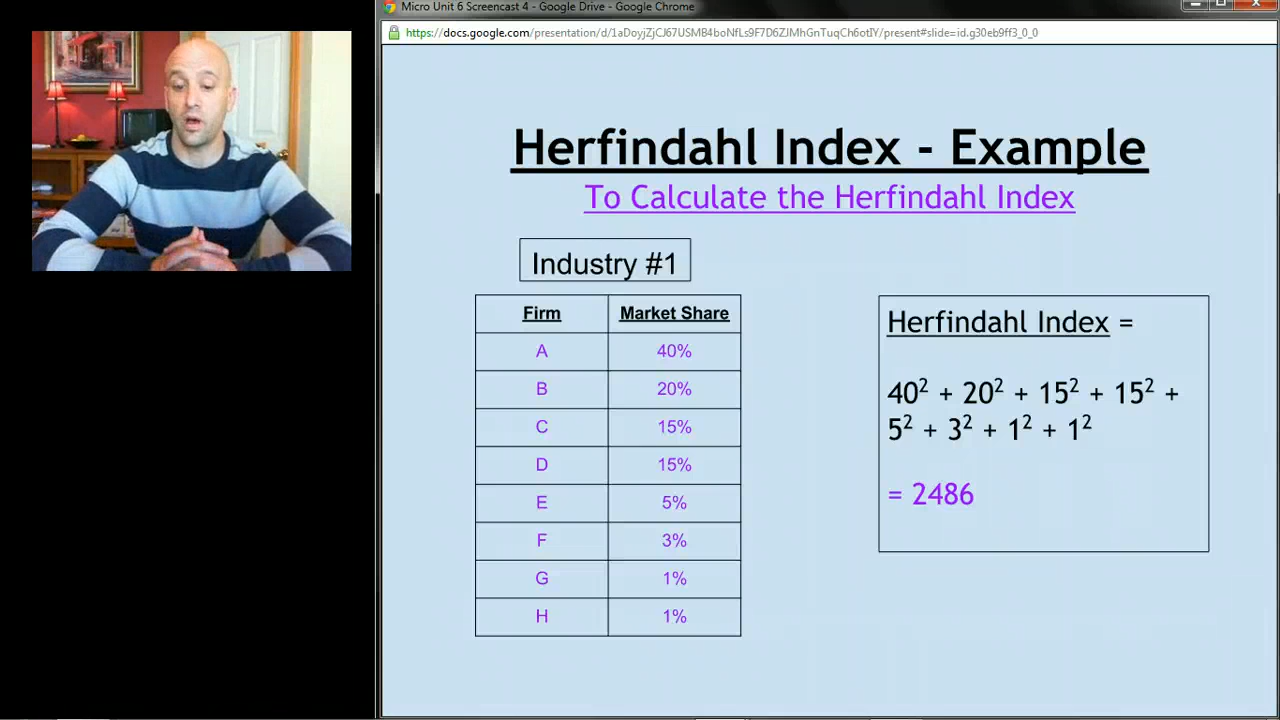 Micro Unit 6 Screencast 4 - Google Drive - Google Chrome
https://docs.google.com/presentation/d/1aDoyjZjCJ67USMB4boNfLs9F7D6ZJMhGnTuqCh6otIY/present#slide=id.g30eb9ff3_0_0
Herfindahl Index - Example
To Calculate the Herfindahl Index
Industry #1
Firm Market Share
A 40%
B 20%
C 15%
D 15%
E 5%
F 3%
G 1%
H 1%
Herfindahl Index =
40² + 20² + 15² + 15² +
5² + 3² + 1² + 1²
= 2486